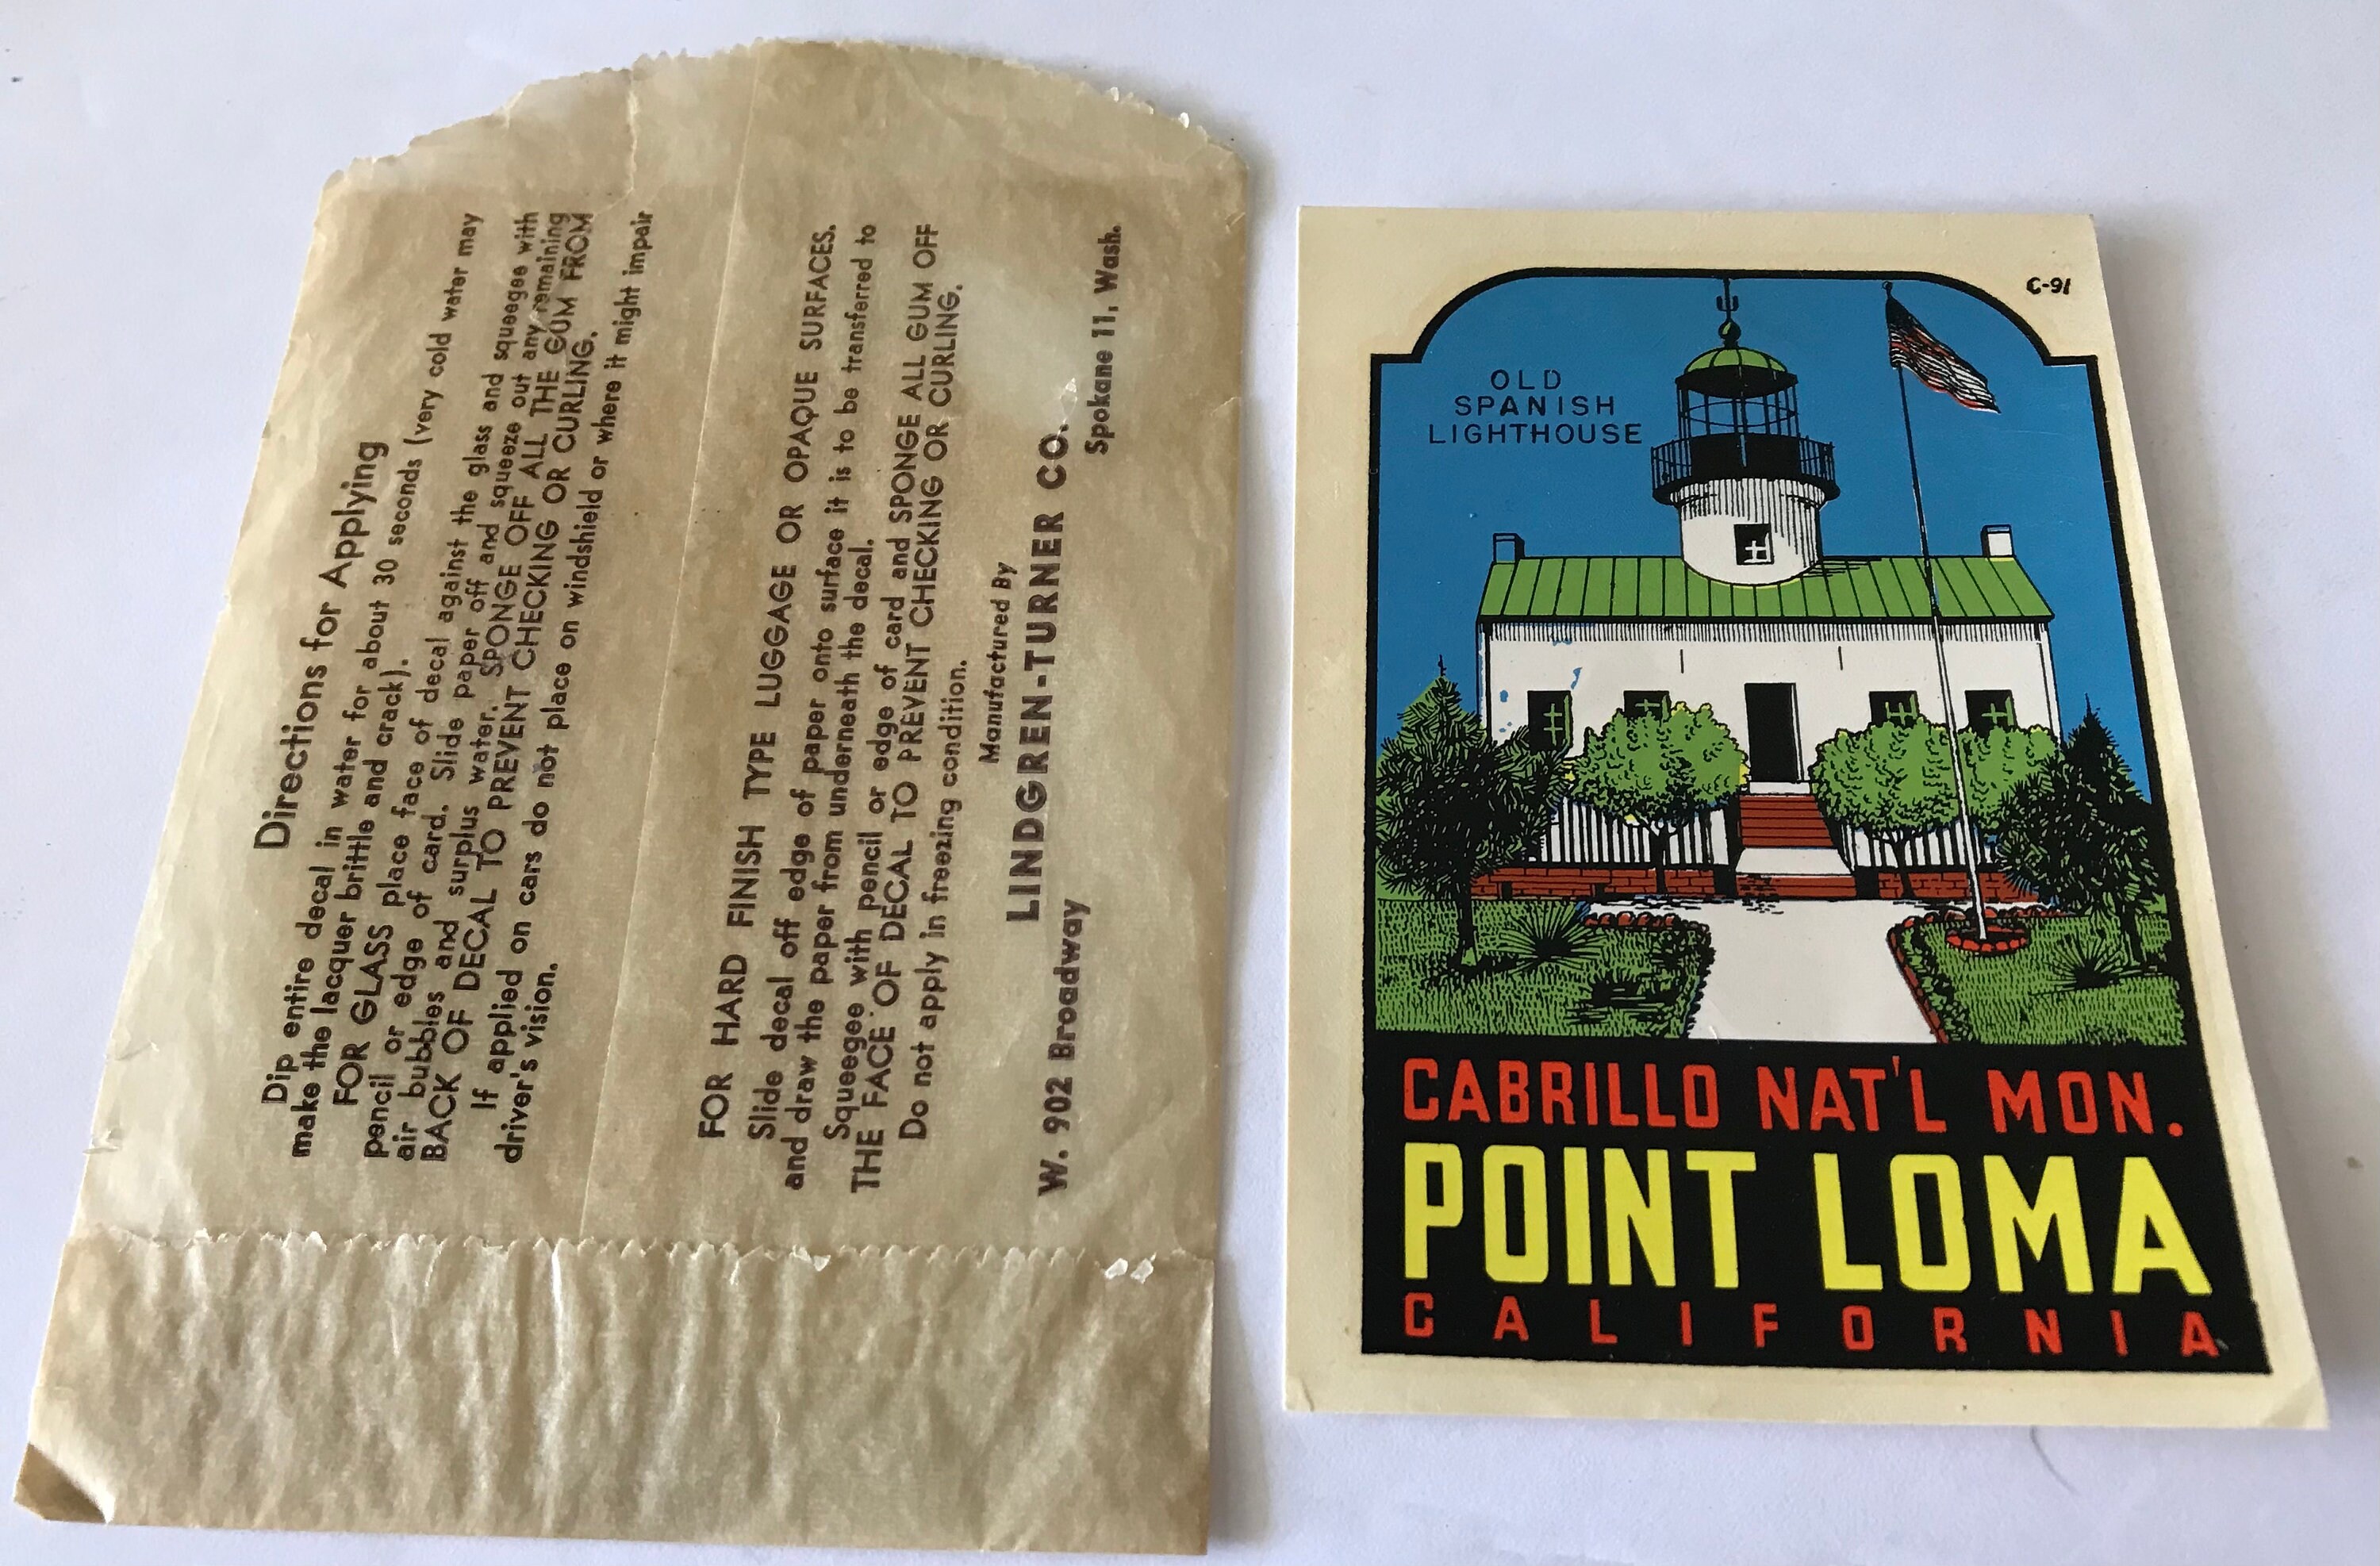 Directions for Applying
Dip entire decal in water for about 30 seconds (very cold water may
make the lacquer brittle and crack).
FOR GLASS place face of decal against the glass and squeegee with
pencil or edge of card. Slide paper off and squeeze out any remaining
air bubbles and surplus water. SPONGE OFF ALL THE GUM FROM
BACK OF DECAL TO PREVENT CHECKING OR CURLING.
If applied on cars do not place on windshield or where it might impair
driver's vision.
FOR HARD FINISH TYPE LUGGAGE OR OPAQUE SURFACES.
Slide decal off edge of paper onto surface it is to be transferred to
and draw the paper from underneath the decal.
Squeegee with pencil or edge of card and SPONGE ALL GUM OFF
THE FACE OF DECAL TO PREVENT CHECKING OR CURLING.
Do not apply in freezing condition.
Manufactured By
LINDGREN-TURNER CO.
W. 902 Broadway Spokane 11, Wash.
C-91
OLD
SPANISH
LIGHTHOUSE
CABRILLO NAT'L MON.
POINT LOMA
CALIFORNIA